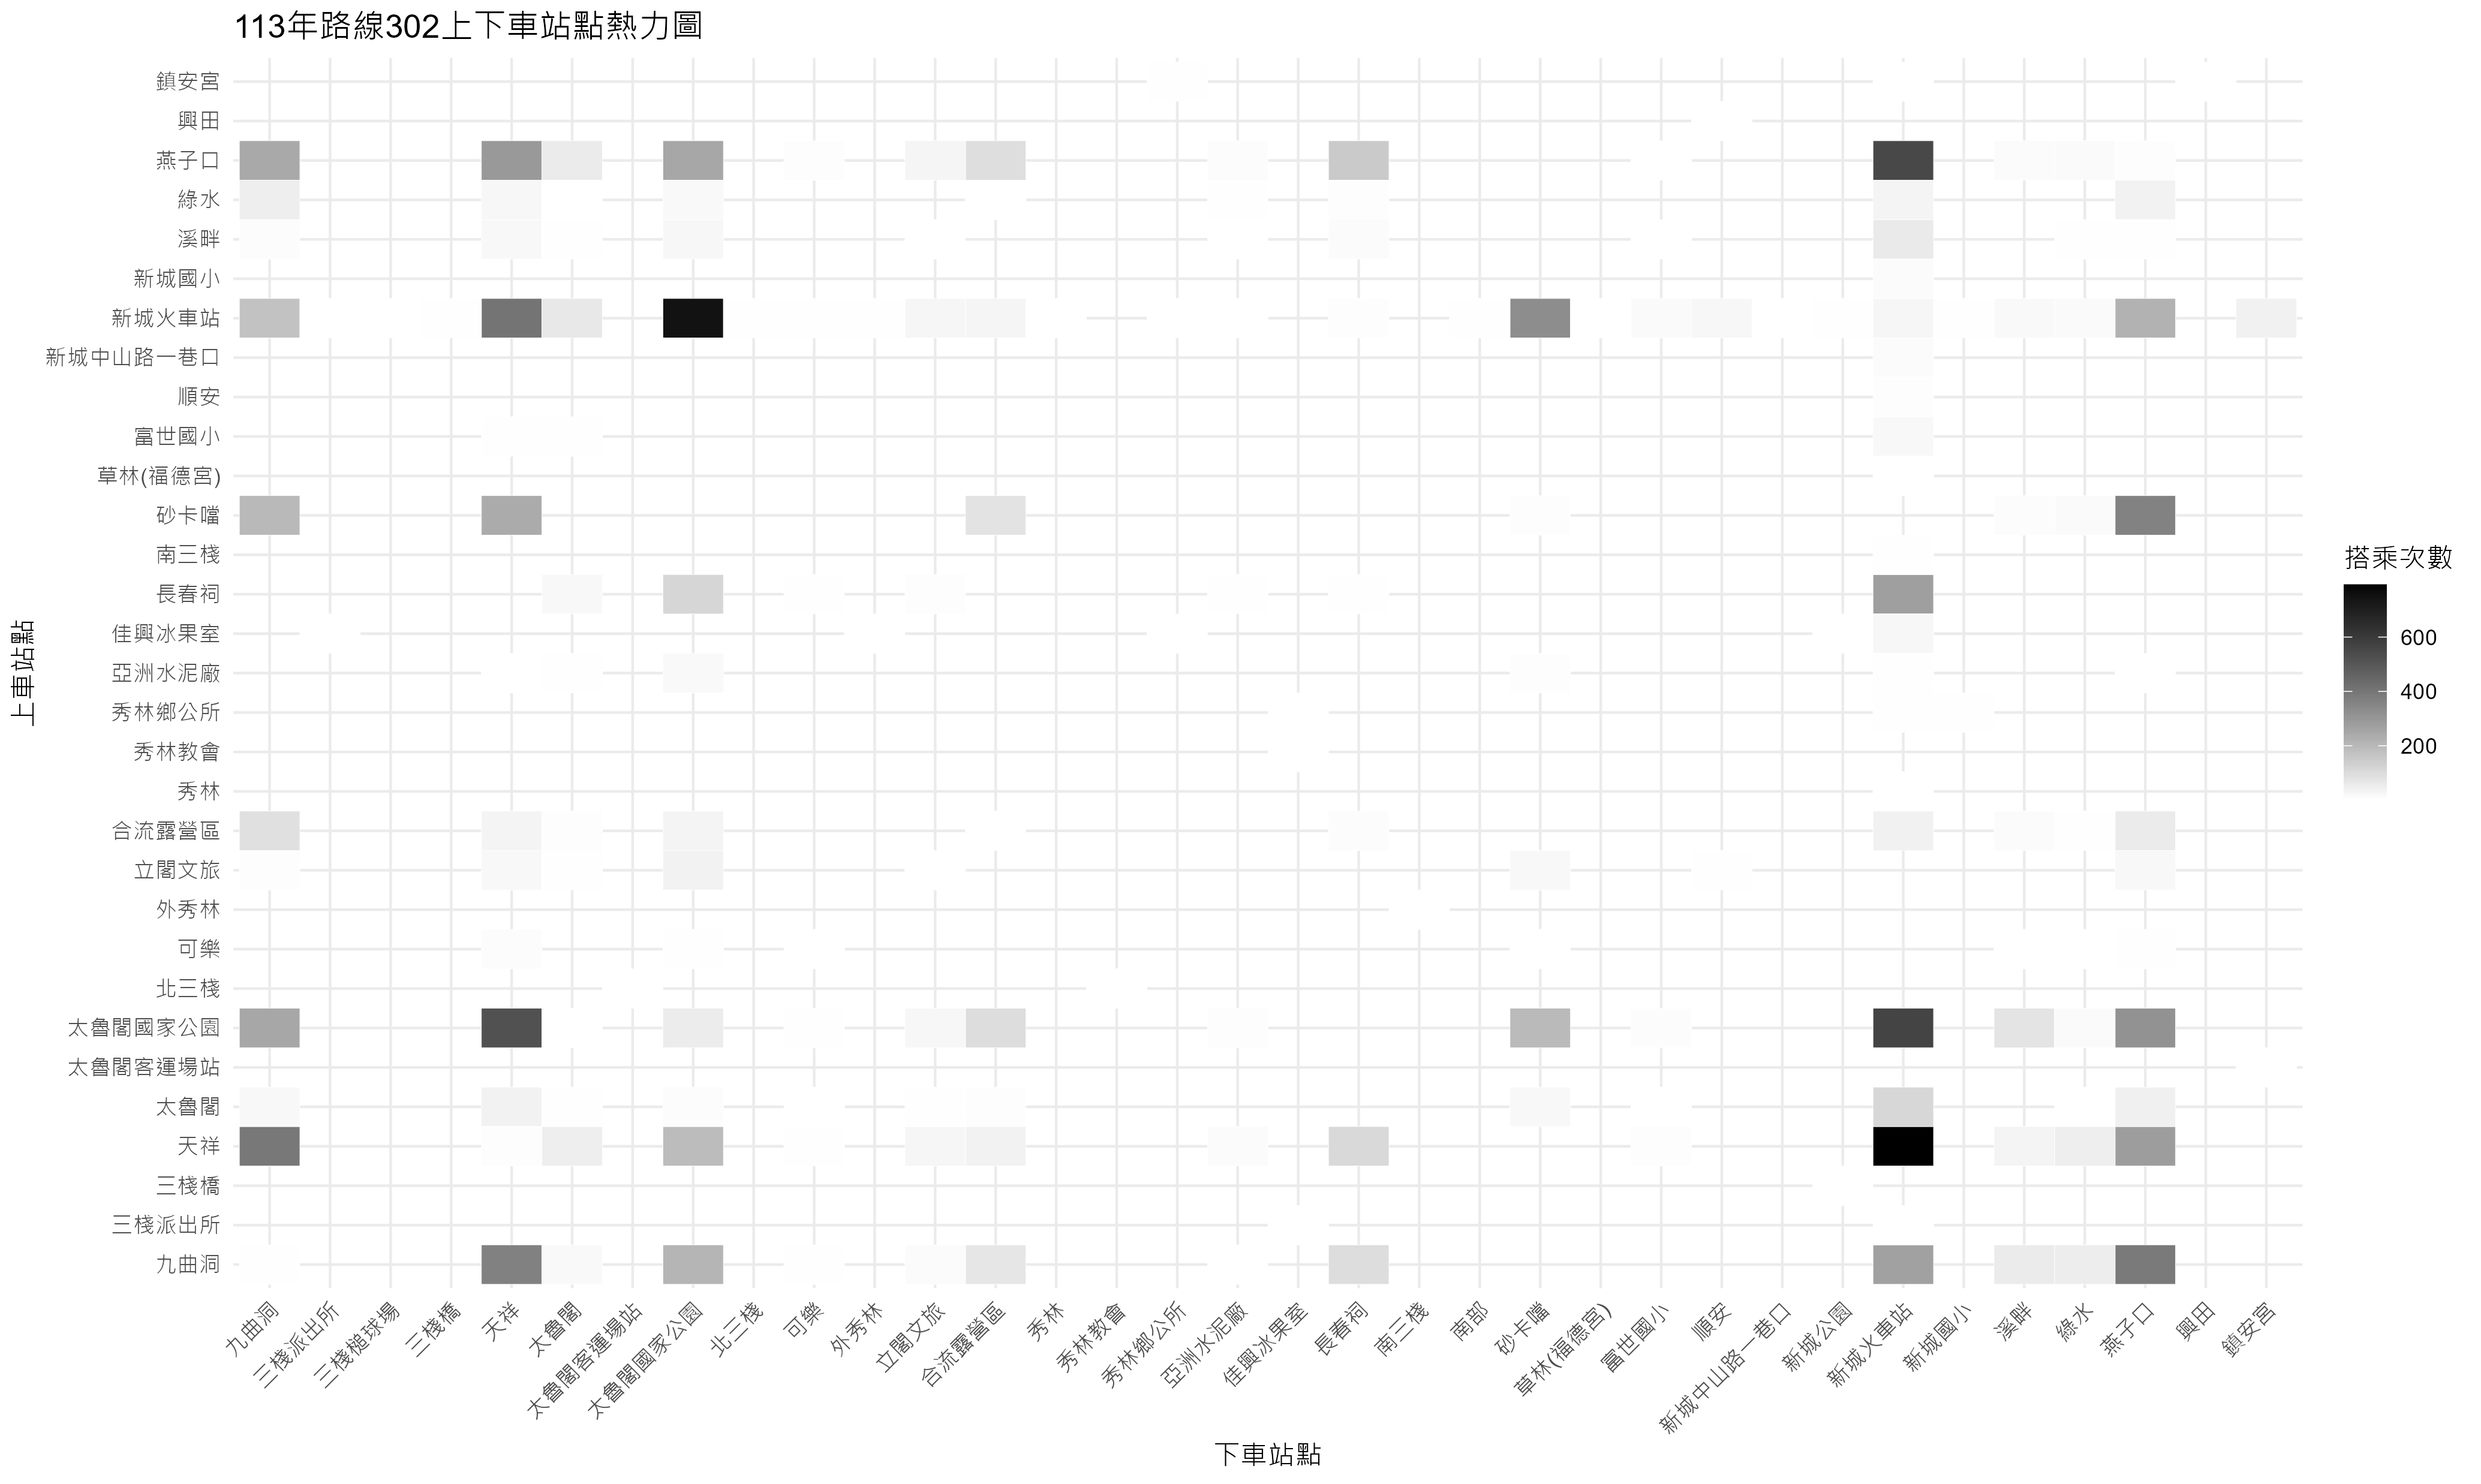 113年路線302上下車站點熱力圖
上車站點
鎮安宮
興田
燕子口
綠水
溪畔
新城國小
新城火車站
新城中山路一巷口
順安
富世國小
草林(福德宮)
砂卡噹
南三棧
長春祠
佳興冰果室
亞洲水泥廠
秀林鄉公所
秀林教會
秀林
合流露營區
立閣文旅
外秀林
可樂
北三棧
太魯閣國家公園
太魯閣客運場站
太魯閣
天祥
三棧橋
三棧派出所
九曲洞
九曲洞
三棧派出所
三棧槌球場
三棧橋
天祥
太魯閣
太魯閣客運場站
太魯閣國家公園
北三棧
可樂
外秀林
立閣文旅
合流露營區
秀林
秀林教會
秀林鄉公所
亞洲水泥廠
佳興冰果室
長春祠
南三棧
南部
砂卡噹
草林(福德宮)
富世國小
順安
新城中山路一巷口
新城公園
新城火車站
新城國小
溪畔
綠水
燕子口
興田
鎮安宮
下車站點
搭乘次數
600
400
200